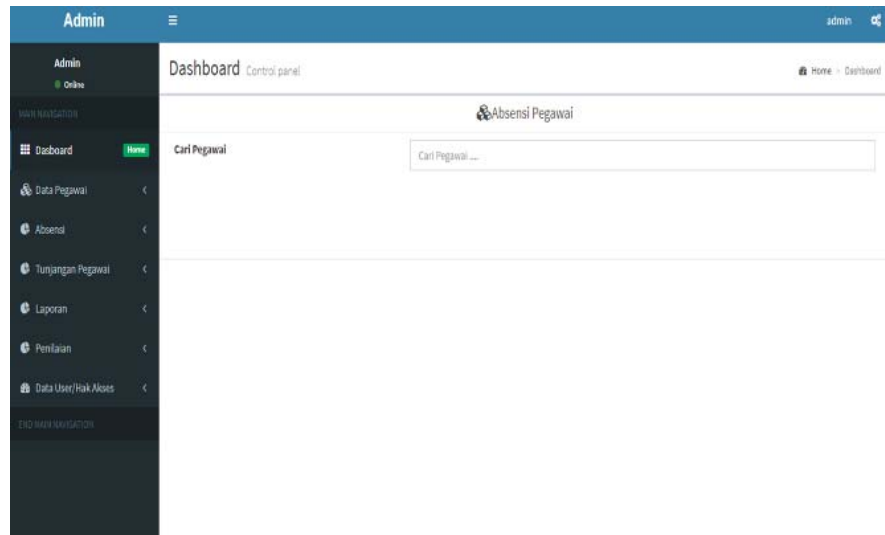 Admin
admin
Admin
Online
Dashboard Control panel
Home > Dashboard
MAIN NAVIGATION
Absensi Pegawai
Dasboard Home
Cari Pegawai
Cari Pegawai .....
Data Pegawai
Absensi
Tunjangan Pegawai
Laporan
Penilaian
Data User/Hak Akses
END MAIN NAVIGATION